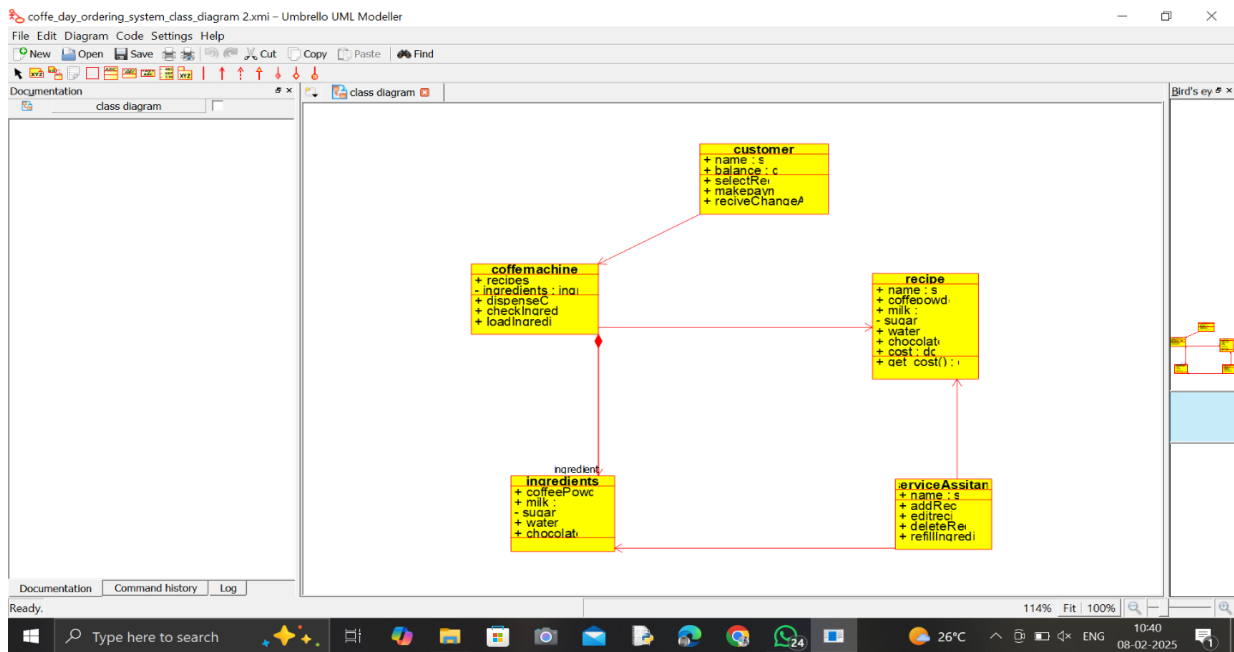 coffe_day_ordering_system_class_diagram 2.xmi – Umbrello UML Modeller
File Edit Diagram Code Settings Help
New Open Save Cut Copy Paste Find
Documentation
class diagram
class diagram
Bird's ey
customer
+ name : s
+ balance : d
+ selectRe
+ makepayn
+ reciveChangeA
coffemachine
+ recipes
- ingredients : ingr
+ dispenseC
+ checkIngred
+ loadIngredi
recipe
+ name : s
+ coffepowd
+ milk :
- sugar
+ water
+ chocolat
+ cost : dc
+ get_cost() :
ingredient
ingredients
+ coffeePowc
+ milk :
- sugar
+ water
+ chocolat
erviceAssitan
+ name : s
+ addRec
+ editreci
+ deleteRe
+ refillIngredi
Documentation Command history Log
Ready.
114% Fit 100%
Type here to search
24
26°C
ENG
10:40
08-02-2025
1